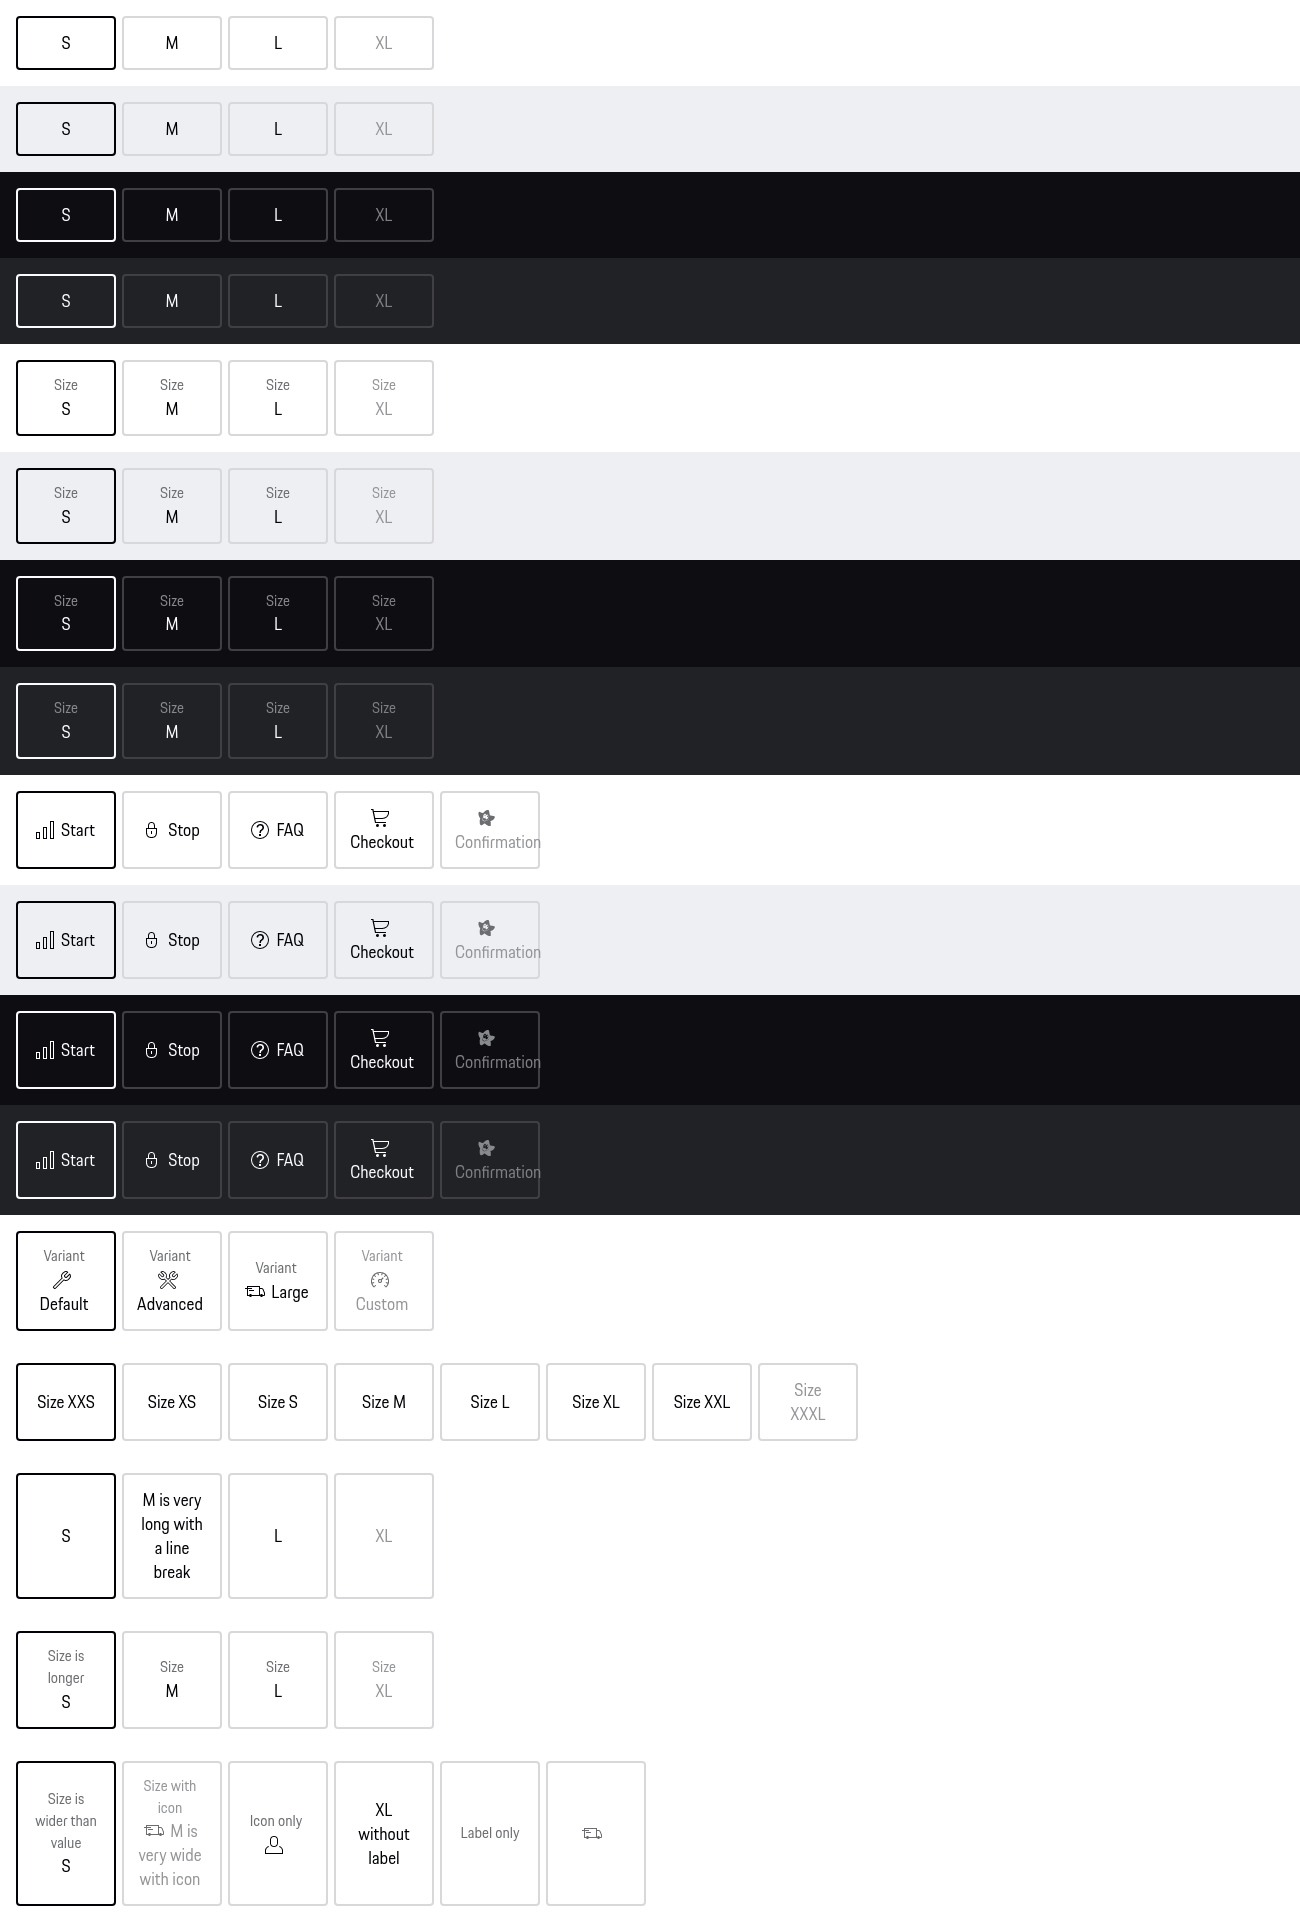 S M L XL
S M L XL
S M L XL
S M L XL
Size Size Size Size
S M L XL
Size Size Size Size
S M L XL
Size Size Size Size
S M L XL
Size Size Size Size
S M L XL
Start Stop FAQ Checkout Confirmation
Start Stop FAQ Checkout Confirmation
Start Stop FAQ Checkout Confirmation
Start Stop FAQ Checkout Confirmation
Variant Variant Variant Variant
Default Advanced Large Custom
Size XXS Size XS Size S Size M Size L Size XL Size XXL Size
XXXL
S
M is very
long with
a line
break
L
XL
Size is
longer
S
Size
M
Size
L
Size
XL
Size is
wider than
value
S
Size with
icon
M is
very wide
with icon
Icon only
XL
without
label
Label only